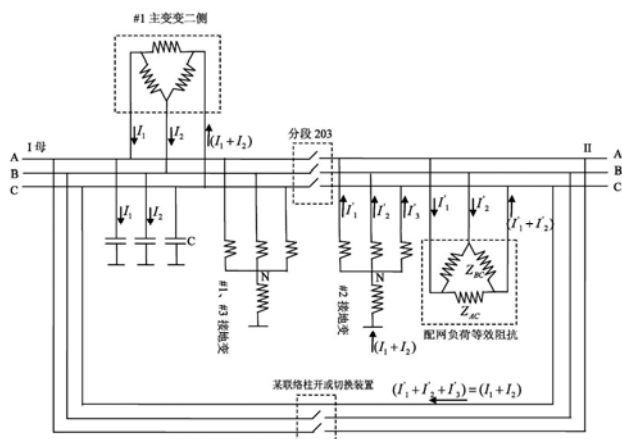 #1 主变变二侧
I₁
I₂
(I₁+I₂)
分段 203
I 母
II
A
B
C
A
B
C
I₁
I₂
C
N
#1、#3 接地变
I'₁
I'₂
I'₃
N
#2 接地变
(I₁+I₂)
I'₁
I'₂
(I'₁+I'₂)
Z_BC
Z_AC
配网负荷等效阻抗
某联络柱开或切换装置
(I'₁+I'₂+I'₃)=(I₁+I₂)